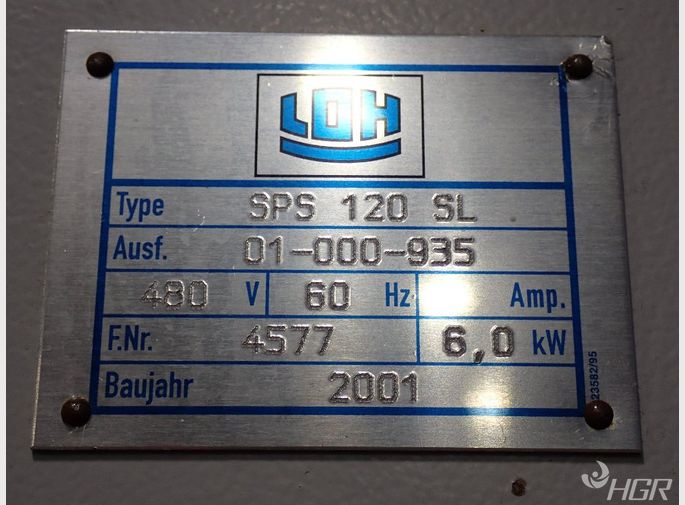 LOH
Type SPS 120 SL
Ausf. 01-000-935
480 V 60 Hz Amp.
F.Nr. 4577 6,0 kW
Baujahr 2001
23582/95
HGR